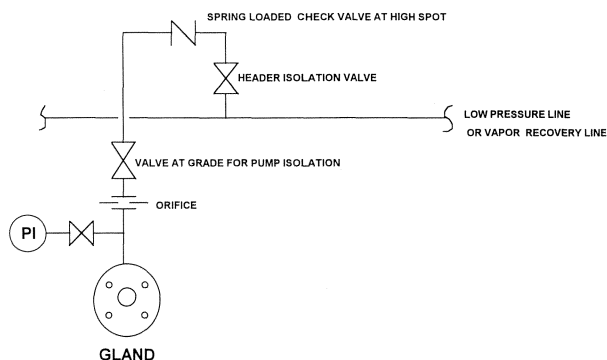 SPRING LOADED CHECK VALVE AT HIGH SPOT
HEADER ISOLATION VALVE
LOW PRESSURE LINE
OR VAPOR RECOVERY LINE
VALVE AT GRADE FOR PUMP ISOLATION
ORIFICE
PI
GLAND